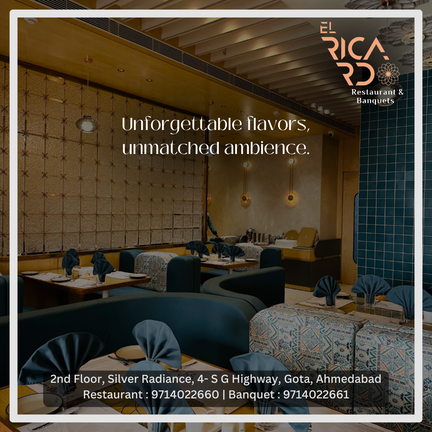 EL
RICA
RDO
Restaurant &
Banquets
Unforgettable flavors,
unmatched ambience.
2nd Floor, Silver Radiance, 4- S G Highway, Gota, Ahmedabad
Restaurant : 9714022660 | Banquet : 9714022661